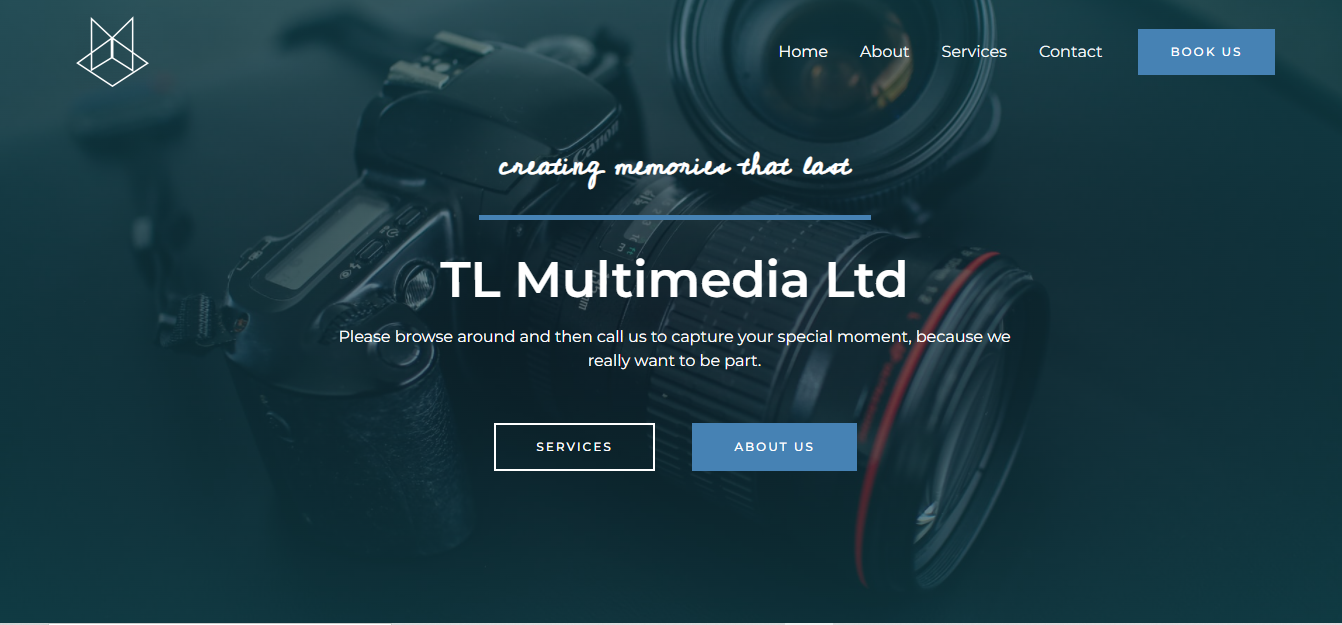 Home About Services Contact BOOK US
Canon
creating memories that last
TL Multimedia Ltd
Please browse around and then call us to capture your special moment, because we
really want to be part.
SERVICES ABOUT US